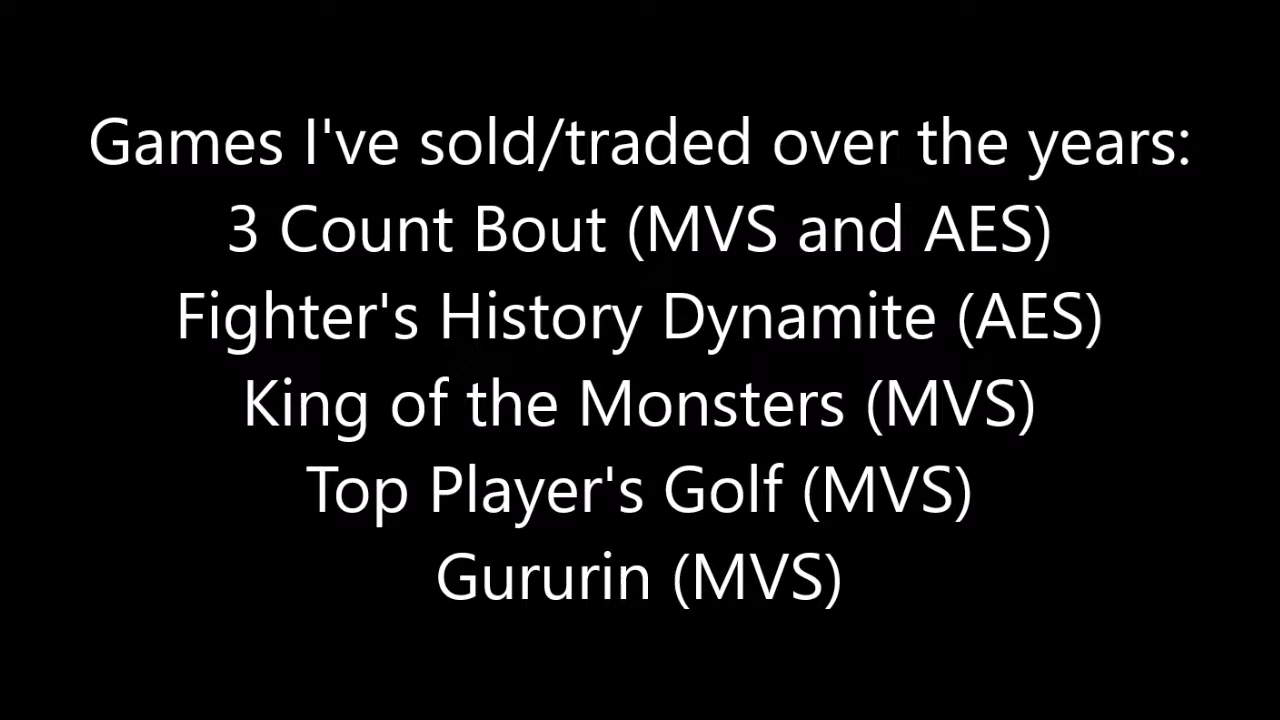 Games I've sold/traded over the years:
3 Count Bout (MVS and AES)
Fighter's History Dynamite (AES)
King of the Monsters (MVS)
Top Player's Golf (MVS)
Gururin (MVS)